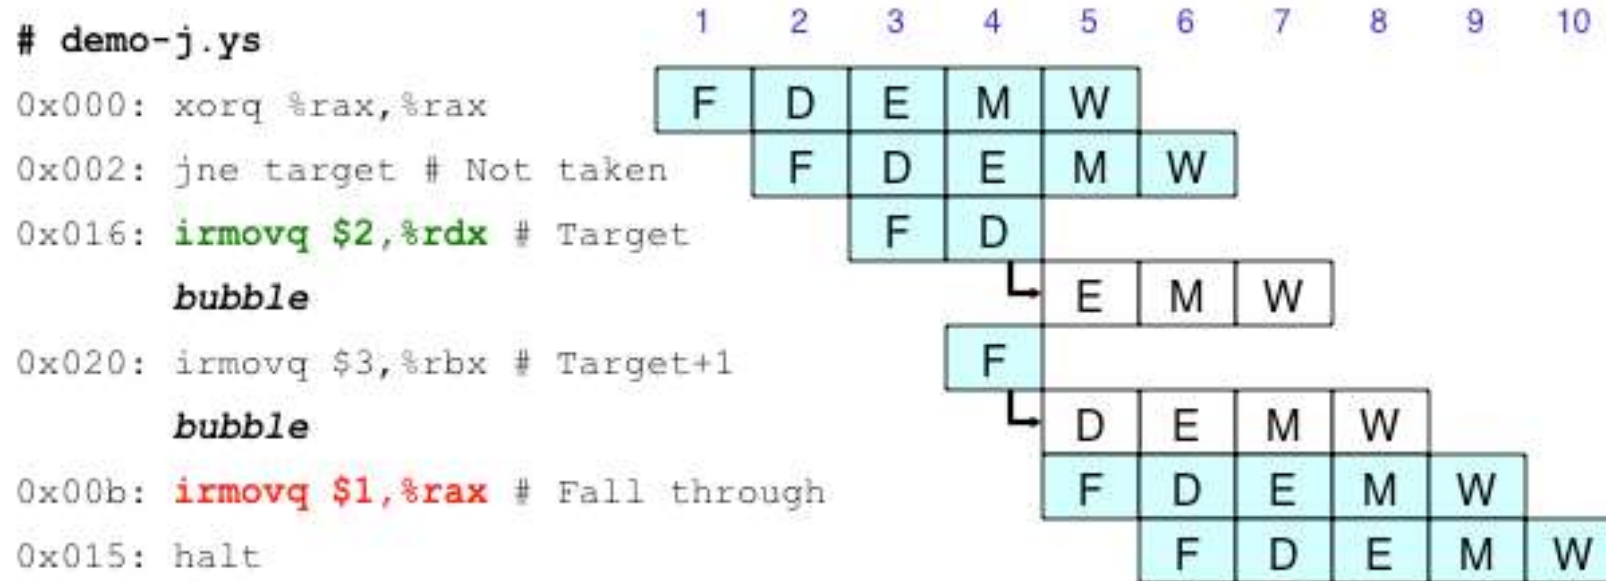 1 2 3 4 5 6 7 8 9 10
# demo-j.ys
0x000: xorq %rax,%rax F D E M W
0x002: jne target # Not taken F D E M W
0x016: irmovq $2,%rdx # Target F D
bubble E M W
0x020: irmovq $3,%rbx # Target+1 F
bubble D E M W
0x00b: irmovq $1,%rax # Fall through F D E M W
0x015: halt F D E M W